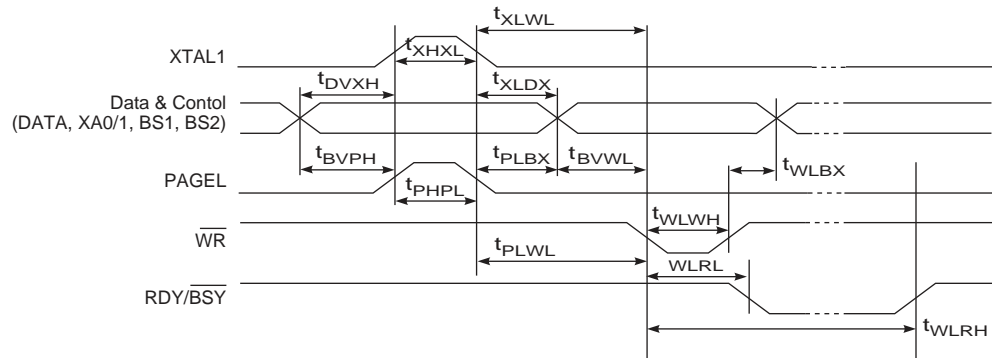 tXLWL
XTAL1
tXHXL
tDVXH
tXLDX
Data & Contol
(DATA, XA0/1, BS1, BS2)
tBVPH
tPLBX
tBVWL
tWLBX
PAGEL
tPHPL
tWLWH
WR
tPLWL
WLRL
RDY/BSY
tWLRH